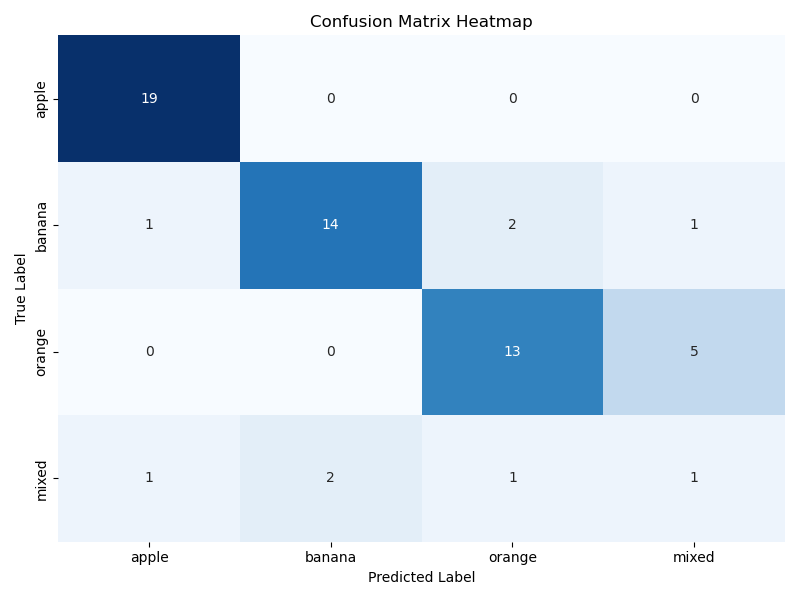 Confusion Matrix Heatmap
True Label
apple 19 0 0 0
banana 1 14 2 1
orange 0 0 13 5
mixed 1 2 1 1
apple banana orange mixed
Predicted Label